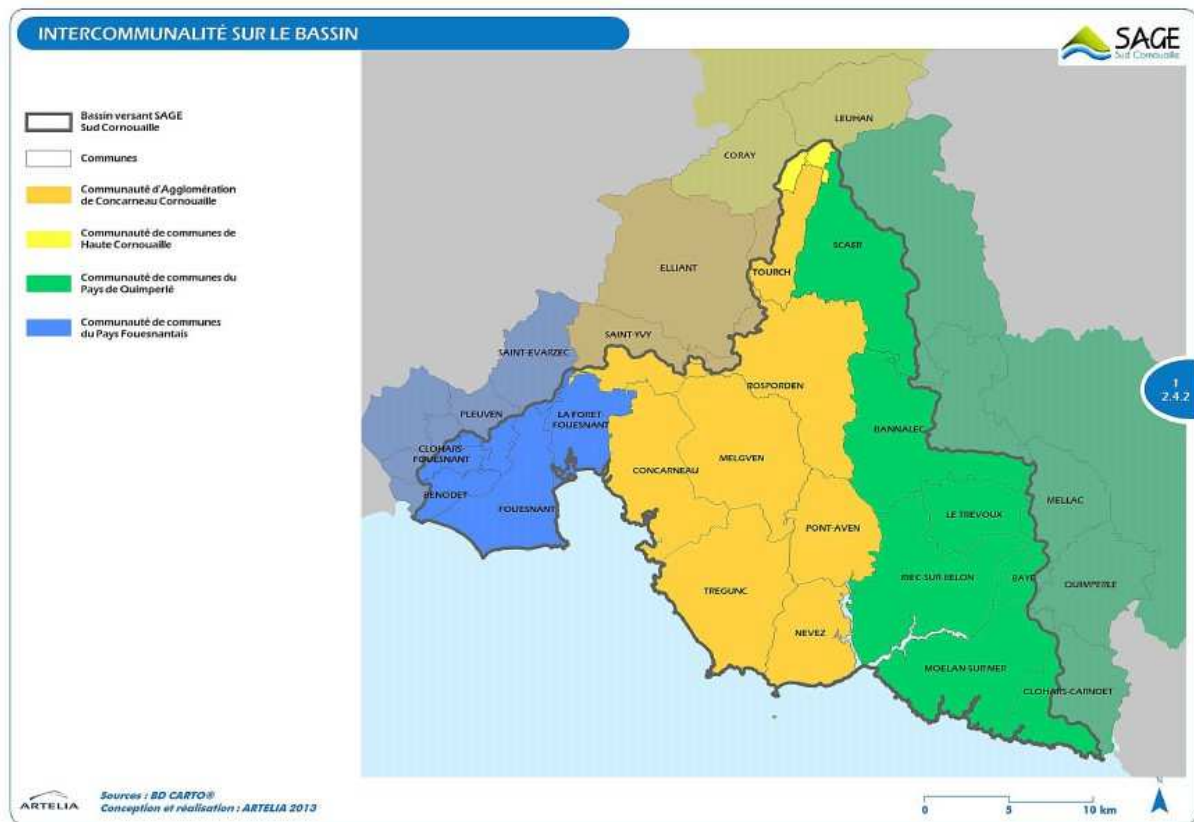 INTERCOMMUNALITÉ SUR LE BASSIN
SAGE
Sud Cornouaille
Bassin versant SAGE
Sud Cornouaille
Communes
Communauté d'Agglomération
de Concarneau Cornouaille
Communauté de communes de
Haute Cornouaille
Communauté de communes du
Pays de Quimperlé
Communauté de communes
du Pays Fouesnantais
LEUHAN
CORAY
SCAER
ELLIANT
TOURCH
SAINT-YVY
SAINT-EVARZEC
ROSPORDEN
1
2.4.2
PLEUVEN
LA FORET
FOUESNANT
BANNALEC
CLOHARS-
FOUESNANT
CONCARNEAU
MELGVEN
MELLAC
BENODET
FOUESNANT
LE TREVOUX
PONT-AVEN
RIEC-SUR-BELON
BAYE
QUIMPERLE
TREGUNC
NEVEZ
MOELAN-SUR-MER
CLOHARS-CARNOET
ARTELIA
Sources : BD CARTO®
Conception et réalisation : ARTELIA 2013
N
0 5 10 km